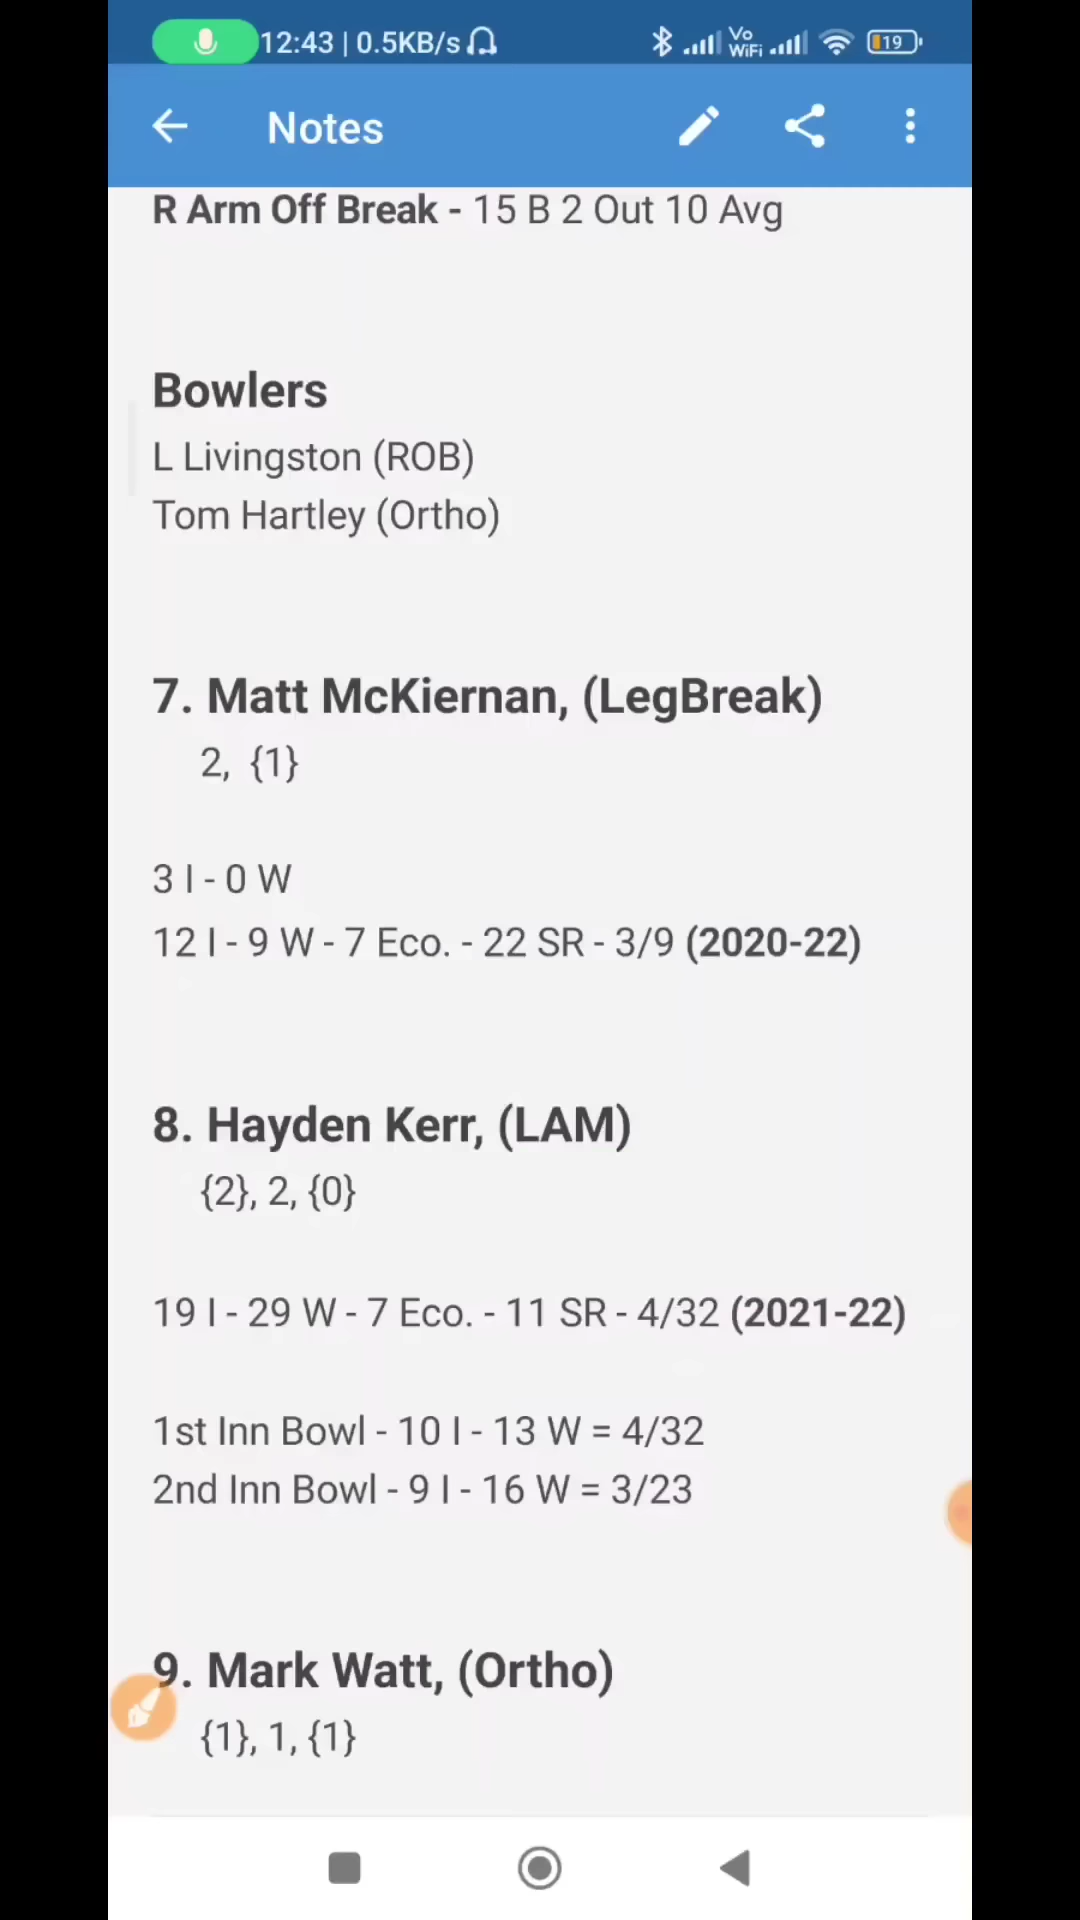 12:43 | 0.5KB/s Vo WiFi 19
Notes
R Arm Off Break - 15 B 2 Out 10 Avg
Bowlers
L Livingston (ROB)
Tom Hartley (Ortho)
7. Matt McKiernan, (LegBreak)
2, {1}
3 I - 0 W
12 I - 9 W - 7 Eco. - 22 SR - 3/9 (2020-22)
8. Hayden Kerr, (LAM)
{2}, 2, {0}
19 I - 29 W - 7 Eco. - 11 SR - 4/32 (2021-22)
1st Inn Bowl - 10 I - 13 W = 4/32
2nd Inn Bowl - 9 I - 16 W = 3/23
9. Mark Watt, (Ortho)
{1}, 1, {1}